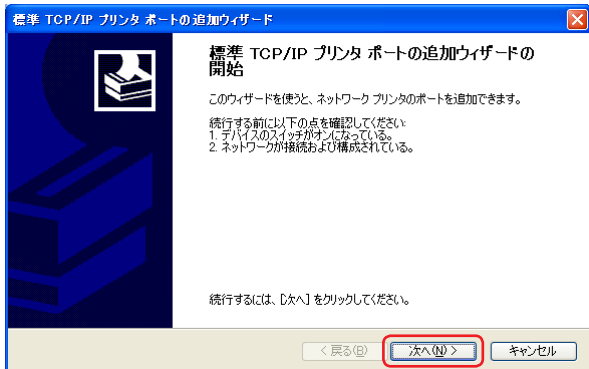 標準 TCP/IP プリンタ ポートの追加ウィザード
標準 TCP/IP プリンタ ポートの追加ウィザードの
開始
このウィザードを使うと、ネットワーク プリンタのポートを追加できます。
続行する前に以下の点を確認してください:
1. デバイスのスイッチがオンになっている。
2. ネットワークが接続および構成されている。
続行するには、[次へ] をクリックしてください。
< 戻る(B)
次へ(N) >
キャンセル